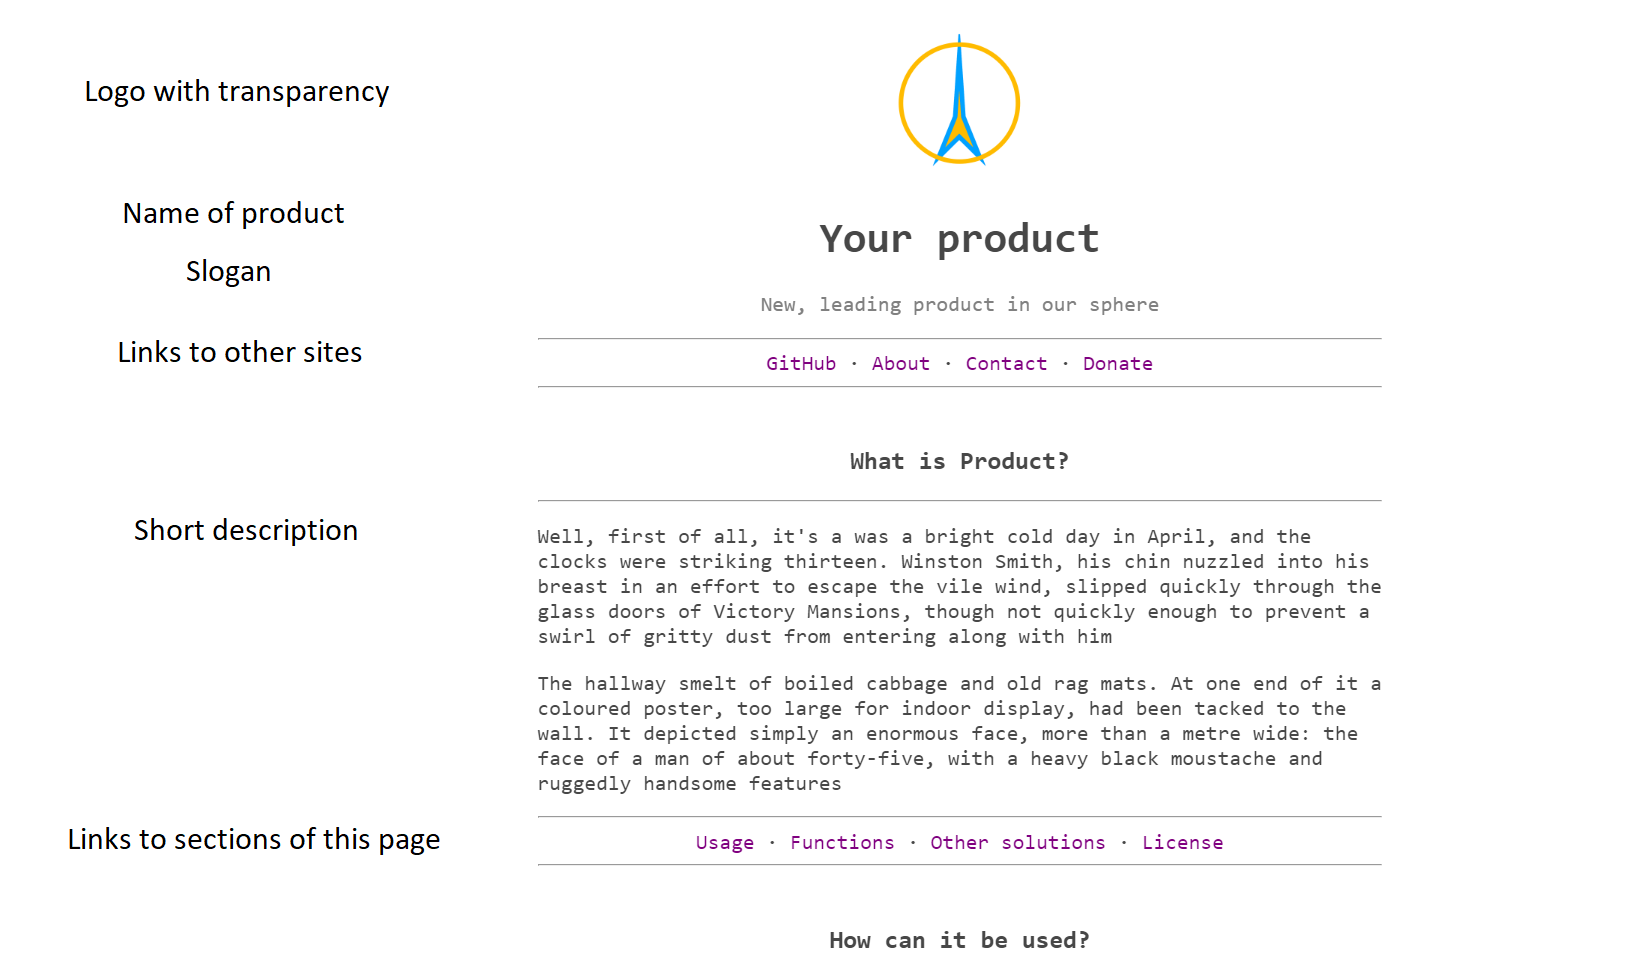 Logo with transparency
Name of product
Your product
Slogan
New, leading product in our sphere
Links to other sites
GitHub · About · Contact · Donate
What is Product?
Short description
Well, first of all, it's a was a bright cold day in April, and the
clocks were striking thirteen. Winston Smith, his chin nuzzled into his
breast in an effort to escape the vile wind, slipped quickly through the
glass doors of Victory Mansions, though not quickly enough to prevent a
swirl of gritty dust from entering along with him
The hallway smelt of boiled cabbage and old rag mats. At one end of it a
coloured poster, too large for indoor display, had been tacked to the
wall. It depicted simply an enormous face, more than a metre wide: the
face of a man of about forty-five, with a heavy black moustache and
ruggedly handsome features
Links to sections of this page
Usage · Functions · Other solutions · License
How can it be used?